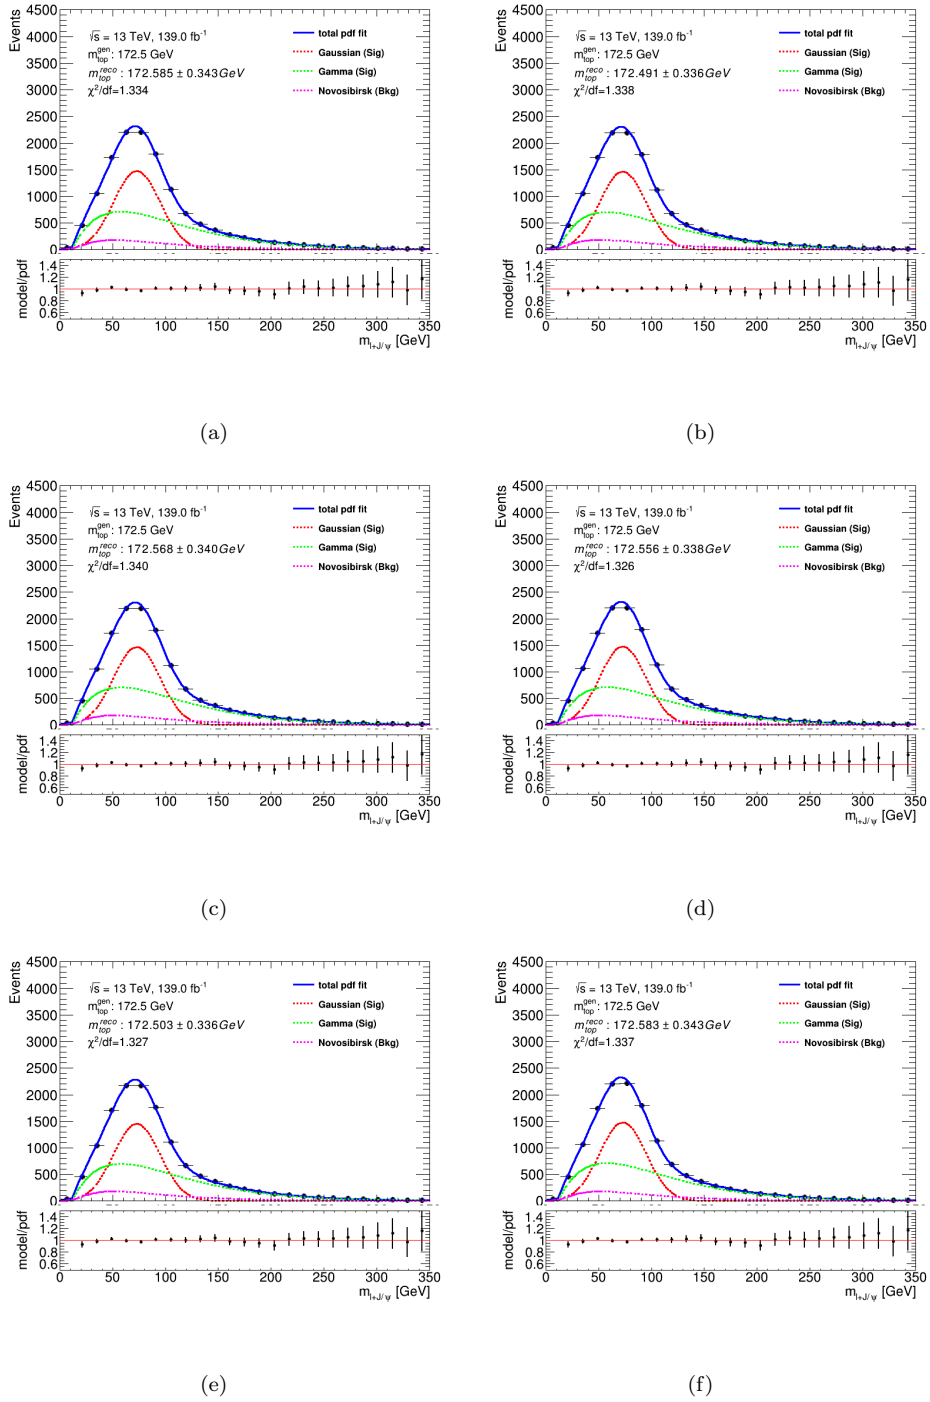 Events
4500
4000
3500
3000
2500
2000
1500
1000
500
0
√s = 13 TeV, 139.0 fb⁻¹
m_top^gen : 172.5 GeV
m_top^reco : 172.585 ± 0.343GeV
χ²/df=1.334
total pdf fit
Gaussian (Sig)
Gamma (Sig)
Novosibirsk (Bkg)
model/pdf
1.4
1.2
1
0.8
0.6
0 50 100 150 200 250 300 350
m_l+J/ψ [GeV]
(a)
Events
4500
4000
3500
3000
2500
2000
1500
1000
500
0
√s = 13 TeV, 139.0 fb⁻¹
m_top^gen : 172.5 GeV
m_top^reco : 172.491 ± 0.336GeV
χ²/df=1.338
total pdf fit
Gaussian (Sig)
Gamma (Sig)
Novosibirsk (Bkg)
model/pdf
1.4
1.2
1
0.8
0.6
0 50 100 150 200 250 300 350
m_l+J/ψ [GeV]
(b)
Events
4500
4000
3500
3000
2500
2000
1500
1000
500
0
√s = 13 TeV, 139.0 fb⁻¹
m_top^gen : 172.5 GeV
m_top^reco : 172.568 ± 0.340GeV
χ²/df=1.340
total pdf fit
Gaussian (Sig)
Gamma (Sig)
Novosibirsk (Bkg)
model/pdf
1.4
1.2
1
0.8
0.6
0 50 100 150 200 250 300 350
m_l+J/ψ [GeV]
(c)
Events
4500
4000
3500
3000
2500
2000
1500
1000
500
0
√s = 13 TeV, 139.0 fb⁻¹
m_top^gen : 172.5 GeV
m_top^reco : 172.556 ± 0.338GeV
χ²/df=1.326
total pdf fit
Gaussian (Sig)
Gamma (Sig)
Novosibirsk (Bkg)
model/pdf
1.4
1.2
1
0.8
0.6
0 50 100 150 200 250 300 350
m_l+J/ψ [GeV]
(d)
Events
4500
4000
3500
3000
2500
2000
1500
1000
500
0
√s = 13 TeV, 139.0 fb⁻¹
m_top^gen : 172.5 GeV
m_top^reco : 172.503 ± 0.336GeV
χ²/df=1.327
total pdf fit
Gaussian (Sig)
Gamma (Sig)
Novosibirsk (Bkg)
model/pdf
1.4
1.2
1
0.8
0.6
0 50 100 150 200 250 300 350
m_l+J/ψ [GeV]
(e)
Events
4500
4000
3500
3000
2500
2000
1500
1000
500
0
√s = 13 TeV, 139.0 fb⁻¹
m_top^gen : 172.5 GeV
m_top^reco : 172.583 ± 0.343GeV
χ²/df=1.337
total pdf fit
Gaussian (Sig)
Gamma (Sig)
Novosibirsk (Bkg)
model/pdf
1.4
1.2
1
0.8
0.6
0 50 100 150 200 250 300 350
m_l+J/ψ [GeV]
(f)